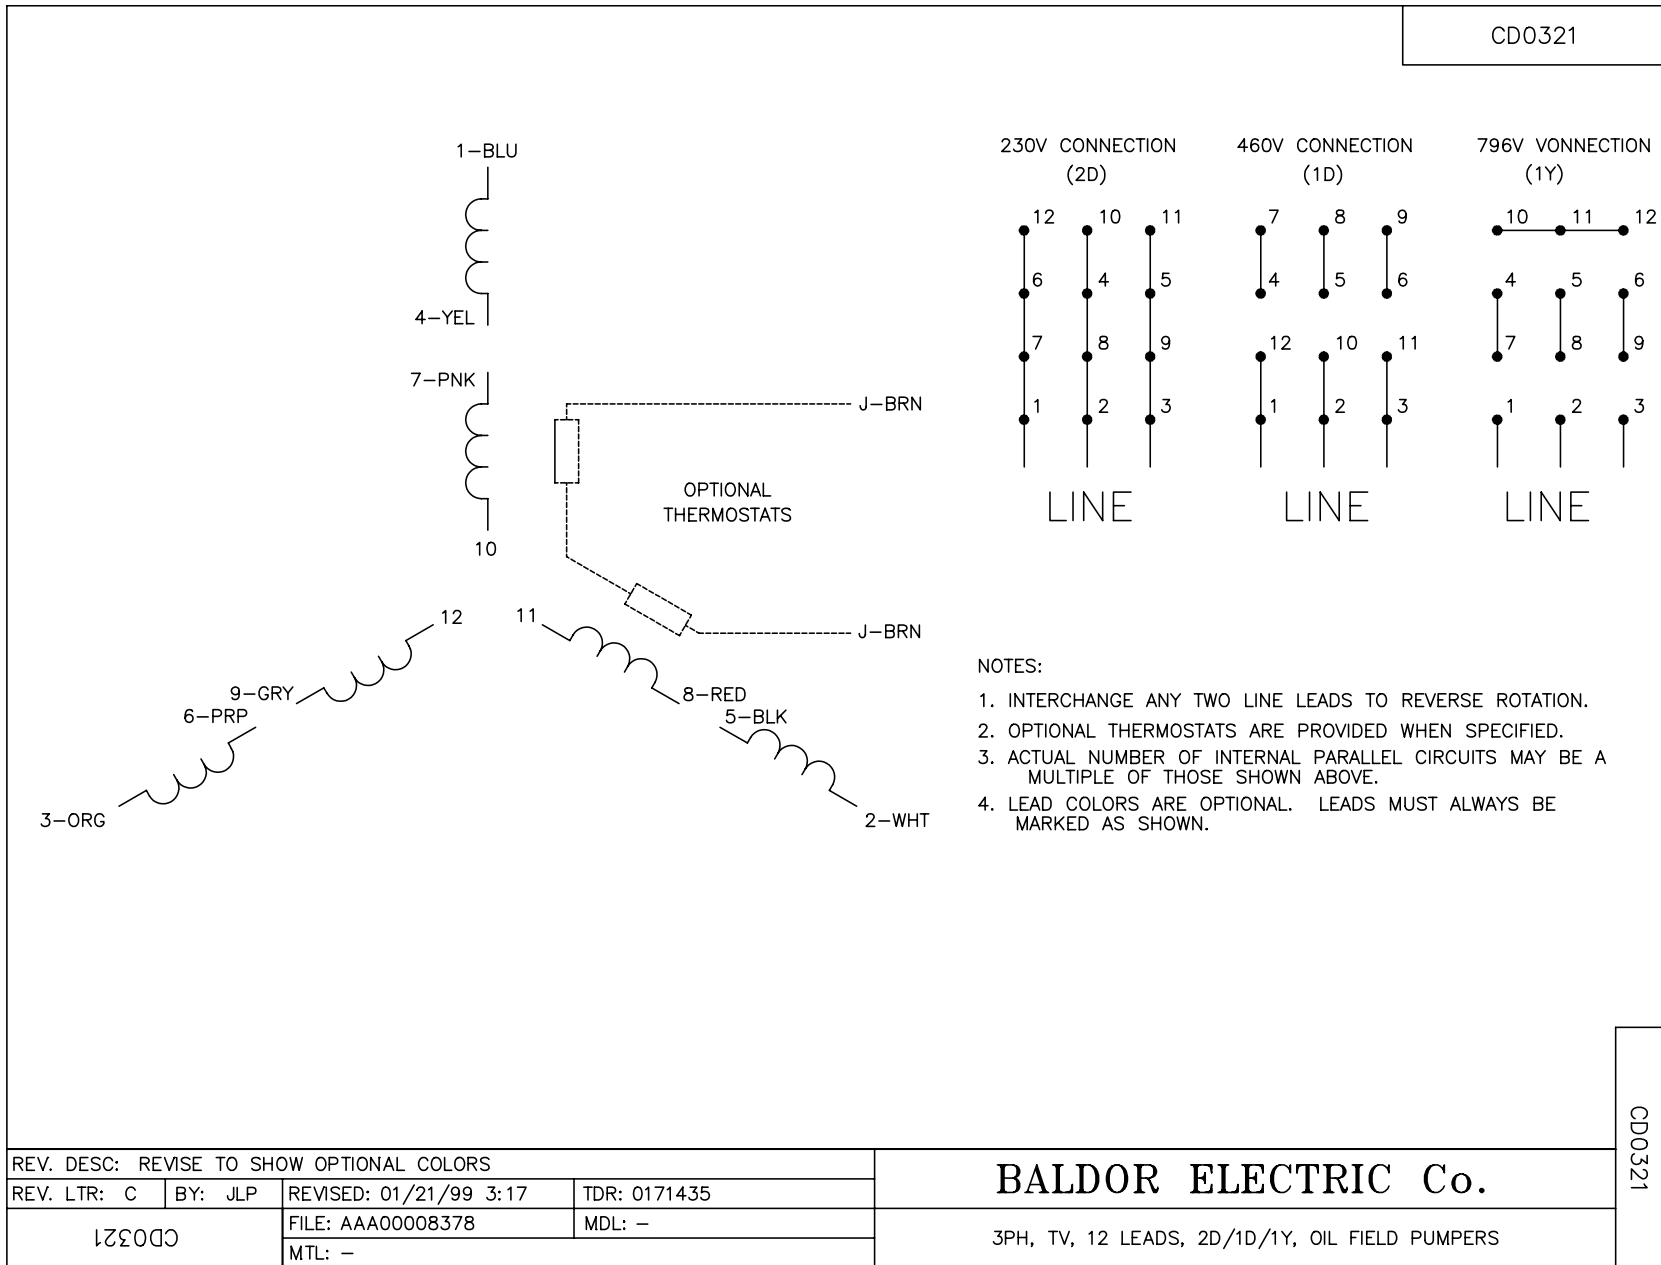 CD0321
1-BLU
4-YEL
7-PNK
10
12
11
9-GRY
6-PRP
3-ORG
8-RED
5-BLK
2-WHT
J-BRN
OPTIONAL
THERMOSTATS
J-BRN
230V CONNECTION
(2D)
12 10 11
6 4 5
7 8 9
1 2 3
LINE
460V CONNECTION
(1D)
7 8 9
4 5 6
12 10 11
1 2 3
LINE
796V VONNECTION
(1Y)
10 11 12
4 5 6
7 8 9
1 2 3
LINE
NOTES:
1. INTERCHANGE ANY TWO LINE LEADS TO REVERSE ROTATION.
2. OPTIONAL THERMOSTATS ARE PROVIDED WHEN SPECIFIED.
3. ACTUAL NUMBER OF INTERNAL PARALLEL CIRCUITS MAY BE A
MULTIPLE OF THOSE SHOWN ABOVE.
4. LEAD COLORS ARE OPTIONAL. LEADS MUST ALWAYS BE
MARKED AS SHOWN.
CD0321
REV. DESC: REVISE TO SHOW OPTIONAL COLORS
REV. LTR: C BY: JLP REVISED: 01/21/99 3:17 TDR: 0171435
CD0321
FILE: AAA00008378 MDL: -
MTL: -
BALDOR ELECTRIC Co.
3PH, TV, 12 LEADS, 2D/1D/1Y, OIL FIELD PUMPERS